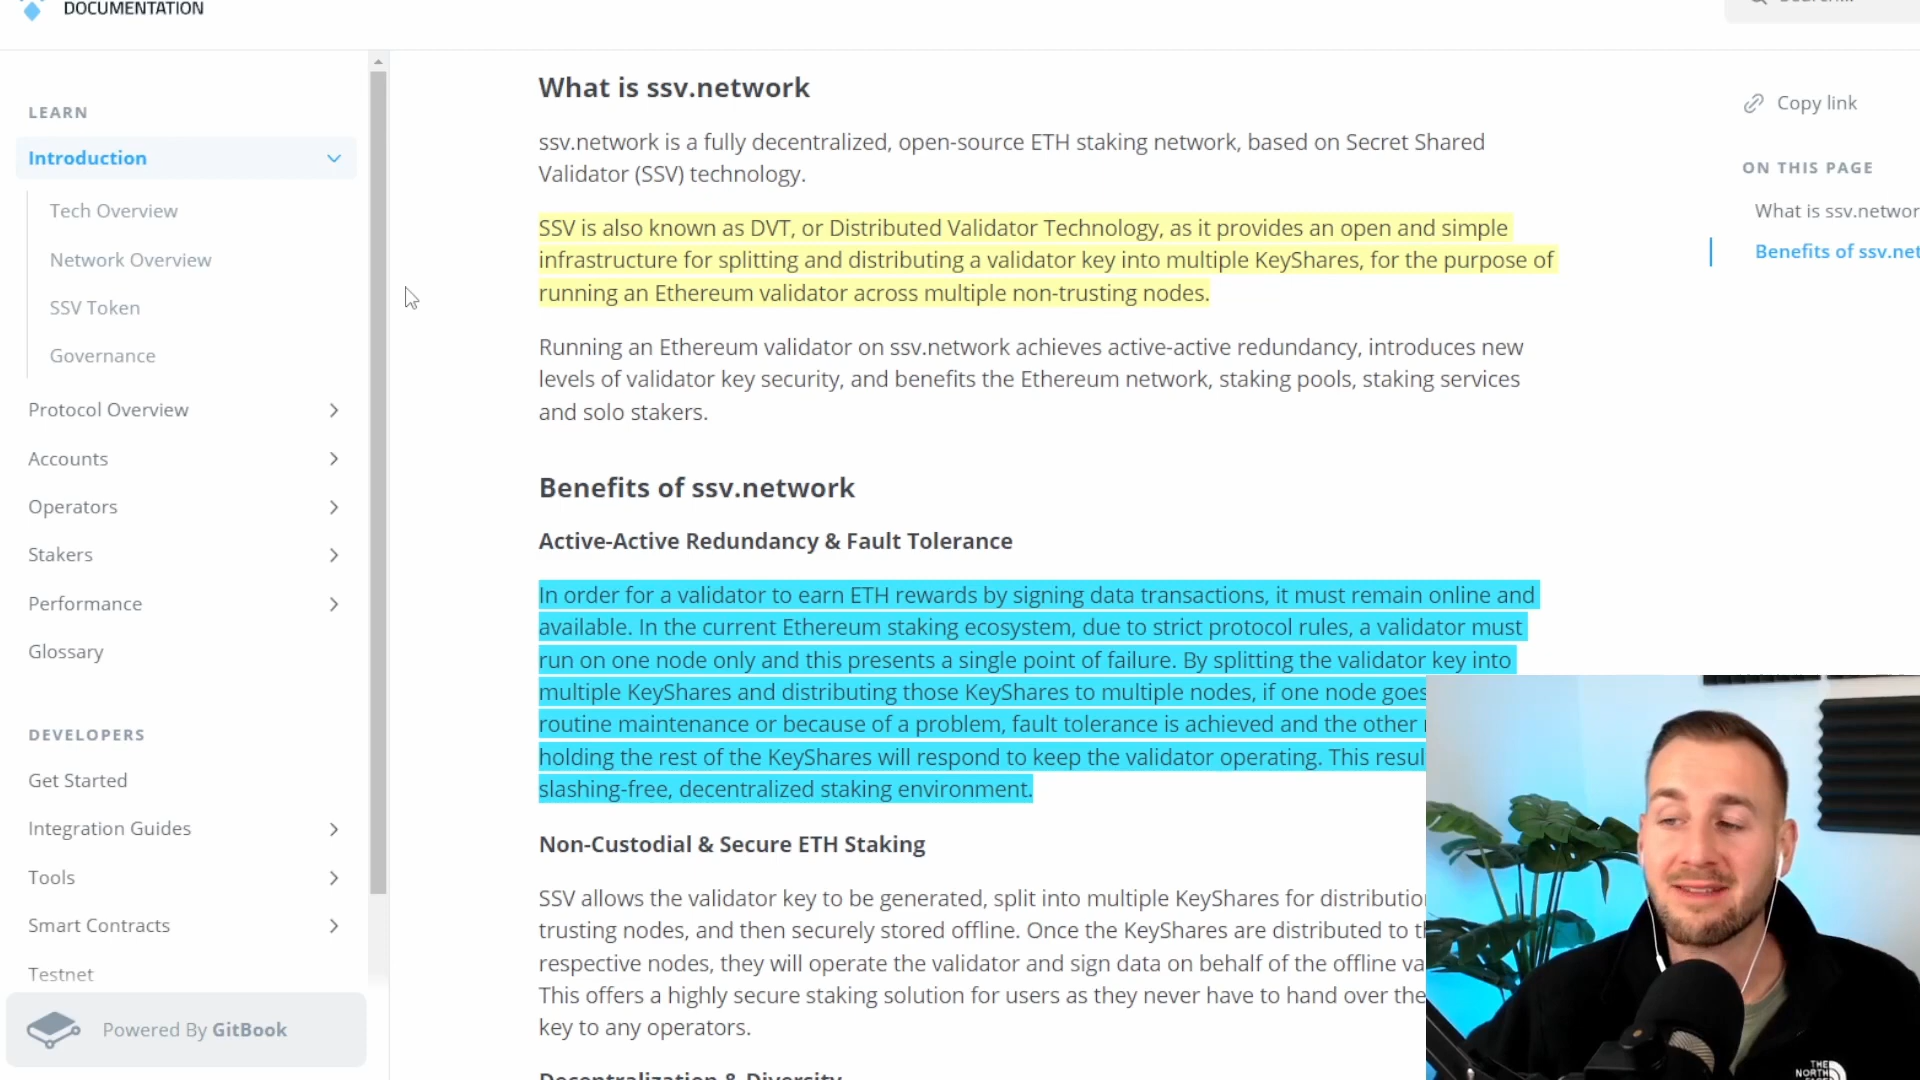 DOCUMENTATION
LEARN
Introduction
Tech Overview
Network Overview
SSV Token
Governance
Protocol Overview
Accounts
Operators
Stakers
Performance
Glossary
DEVELOPERS
Get Started
Integration Guides
Tools
Smart Contracts
Testnet
Powered By GitBook
What is ssv.network
ssv.network is a fully decentralized, open-source ETH staking network, based on Secret Shared
Validator (SSV) technology.
SSV is also known as DVT, or Distributed Validator Technology, as it provides an open and simple
infrastructure for splitting and distributing a validator key into multiple KeyShares, for the purpose of
running an Ethereum validator across multiple non-trusting nodes.
Running an Ethereum validator on ssv.network achieves active-active redundancy, introduces new
levels of validator key security, and benefits the Ethereum network, staking pools, staking services
and solo stakers.
Benefits of ssv.network
Active-Active Redundancy & Fault Tolerance
In order for a validator to earn ETH rewards by signing data transactions, it must remain online and
available. In the current Ethereum staking ecosystem, due to strict protocol rules, a validator must
run on one node only and this presents a single point of failure. By splitting the validator key into
multiple KeyShares and distributing those KeyShares to multiple nodes, if one node goes
routine maintenance or because of a problem, fault tolerance is achieved and the other
holding the rest of the KeyShares will respond to keep the validator operating. This resul
slashing-free, decentralized staking environment.
Non-Custodial & Secure ETH Staking
SSV allows the validator key to be generated, split into multiple KeyShares for distributio
trusting nodes, and then securely stored offline. Once the KeyShares are distributed to t
respective nodes, they will operate the validator and sign data on behalf of the offline va
This offers a highly secure staking solution for users as they never have to hand over the
key to any operators.
Decentralization & Diversity
Copy link
ON THIS PAGE
What is ssv.networ
Benefits of ssv.net
THE
NORTH